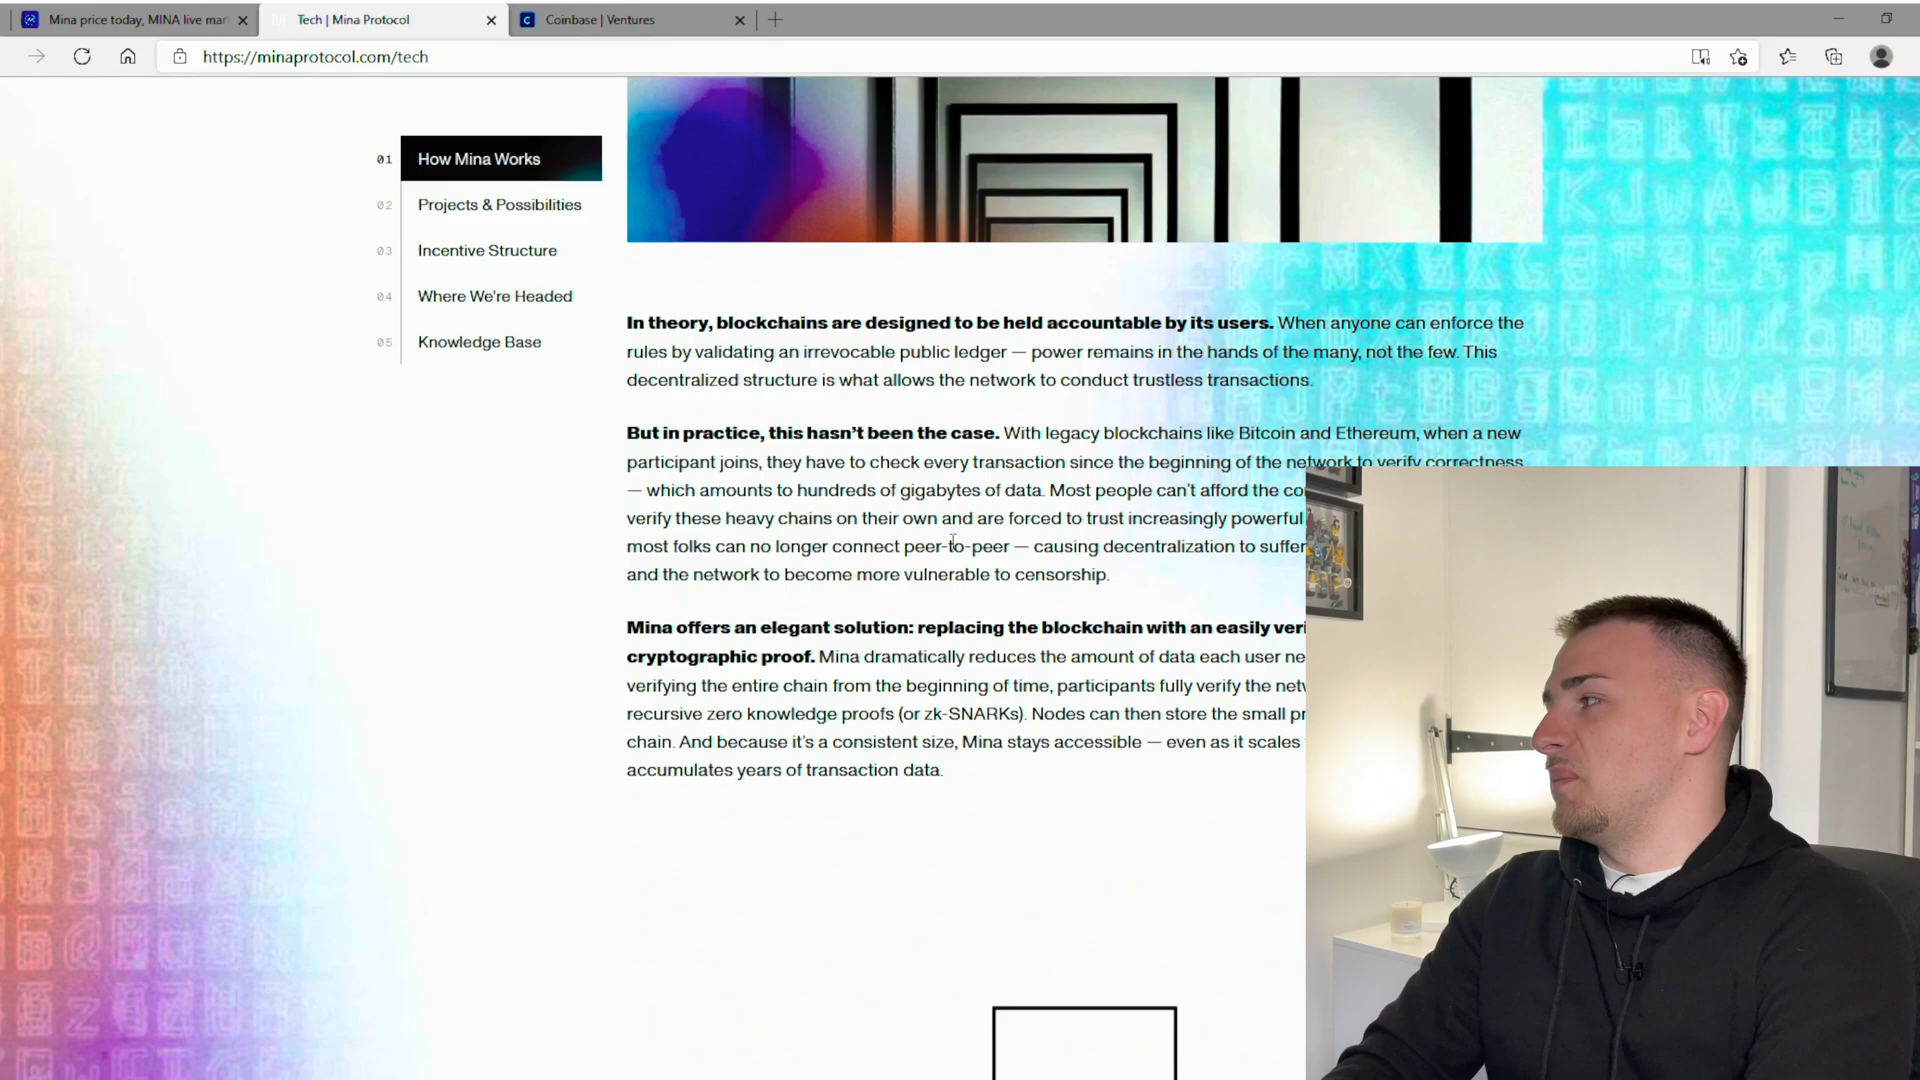 Mina price today, MINA live mar
Tech | Mina Protocol
Coinbase | Ventures
https://minaprotocol.com/tech
01 How Mina Works
02 Projects & Possibilities
03 Incentive Structure
04 Where We're Headed
05 Knowledge Base
In theory, blockchains are designed to be held accountable by its users. When anyone can enforce the
rules by validating an irrevocable public ledger — power remains in the hands of the many, not the few. This
decentralized structure is what allows the network to conduct trustless transactions.
But in practice, this hasn't been the case. With legacy blockchains like Bitcoin and Ethereum, when a new
participant joins, they have to check every transaction since the beginning of the network to verify correctness
— which amounts to hundreds of gigabytes of data. Most people can't afford the co
verify these heavy chains on their own and are forced to trust increasingly powerful
most folks can no longer connect peer-to-peer — causing decentralization to suffer
and the network to become more vulnerable to censorship.
Mina offers an elegant solution: replacing the blockchain with an easily veri
cryptographic proof. Mina dramatically reduces the amount of data each user ne
verifying the entire chain from the beginning of time, participants fully verify the netw
recursive zero knowledge proofs (or zk-SNARKs). Nodes can then store the small pr
chain. And because it's a consistent size, Mina stays accessible — even as it scales
accumulates years of transaction data.